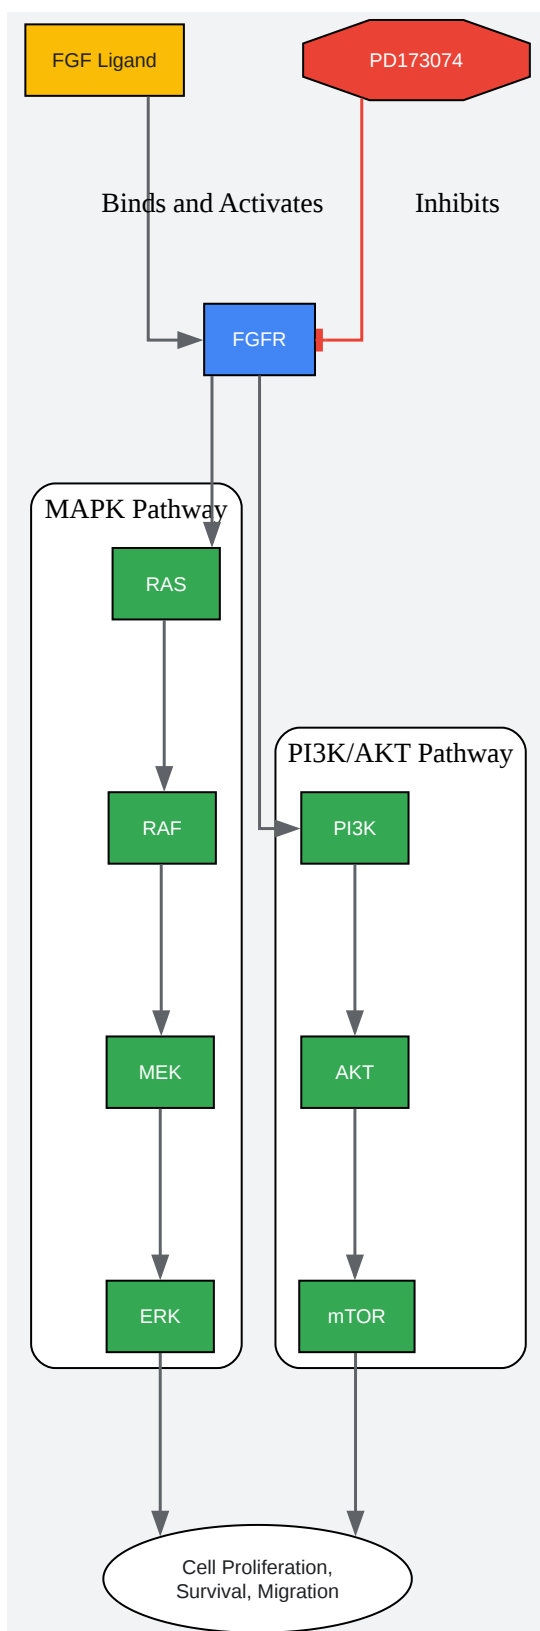 FGF Ligand
PD173074
Binds and Activates
Inhibits
FGFR
MAPK Pathway
RAS
PI3K/AKT Pathway
RAF
PI3K
MEK
AKT
ERK
mTOR
Cell Proliferation,
Survival, Migration